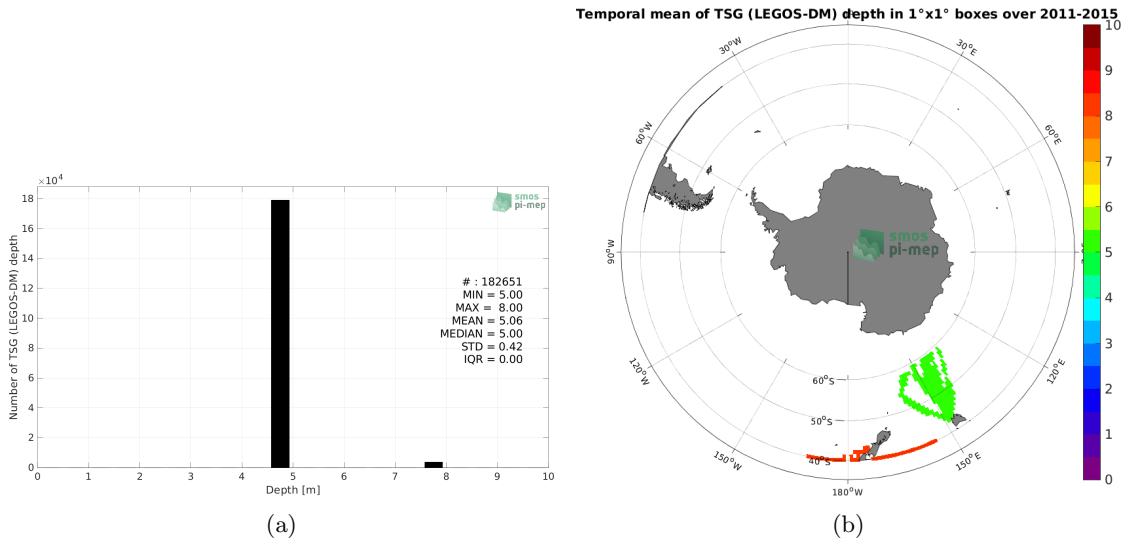 ×10⁴
18
16
14
12
10
8
6
4
2
0
Number of TSG (LEGOS-DM) depth
smos
pi-mep
# : 182651
MIN = 5.00
MAX = 8.00
MEAN = 5.06
MEDIAN = 5.00
STD = 0.42
IQR = 0.00
0 1 2 3 4 5 6 7 8 9 10
Depth [m]
(a)
Temporal mean of TSG (LEGOS-DM) depth in 1°x1° boxes over 2011-2015
30°W
30°E
60°W
60°E
90°W
smos
pi-mep
120°W
120°E
60°S
50°S
40°S
150°W
150°E
180°W
10
9
8
7
6
5
4
3
2
1
0
(b)